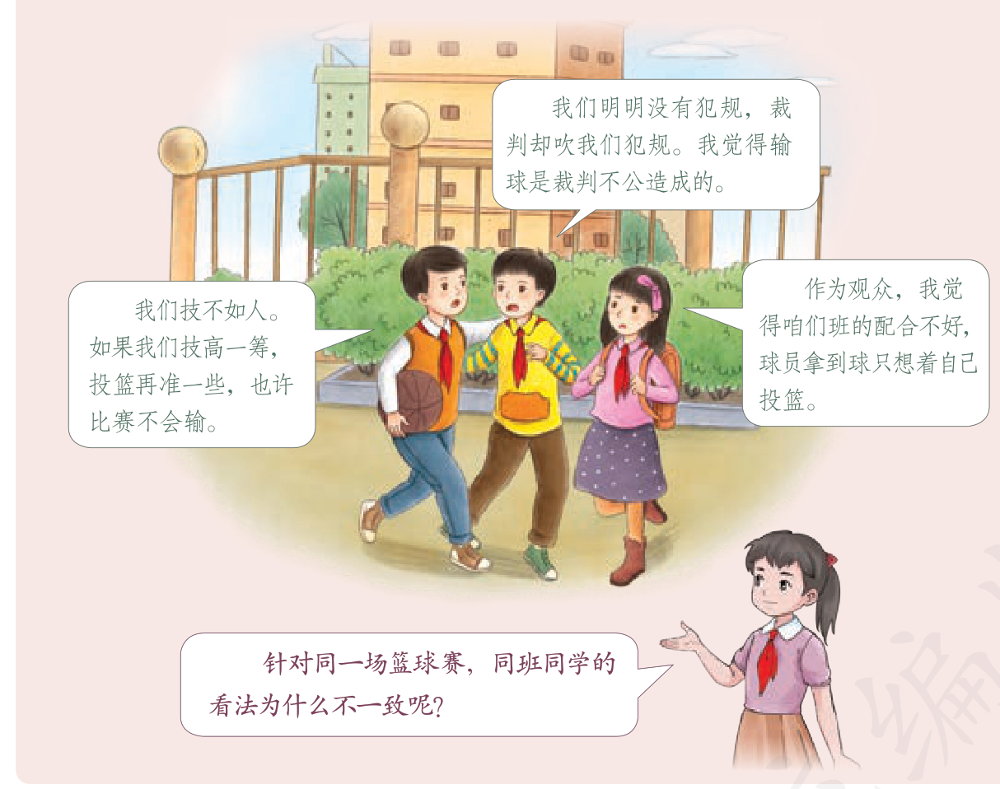 我们明明没有犯规，裁
判却吹我们犯规。我觉得输
球是裁判不公造成的。
我们技不如人。
如果我们技高一筹，
投篮再准一些，也许
比赛不会输。
作为观众，我觉
得咱们班的配合不好，
球员拿到球只想着自己
投篮。
针对同一场篮球赛，同班同学的
看法为什么不一致呢？
编